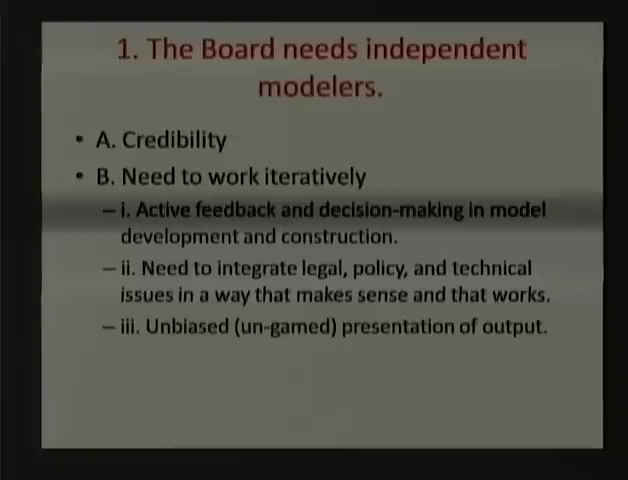 1. The Board needs independent
modelers.
• A. Credibility
• B. Need to work iteratively
– i. Active feedback and decision-making in model
development and construction.
– ii. Need to integrate legal, policy, and technical
issues in a way that makes sense and that works.
– iii. Unbiased (un-gamed) presentation of output.